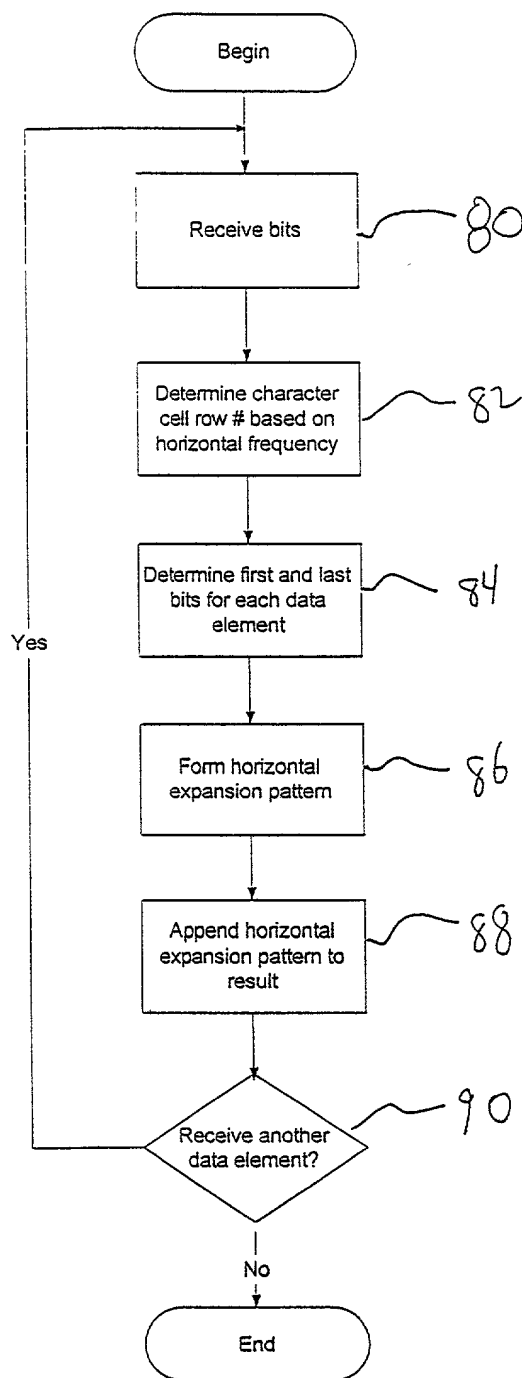 Begin
Receive bits
80
Determine character
cell row # based on
horizontal frequency
82
Determine first and last
bits for each data
element
84
Yes
Form horizontal
expansion pattern
86
Append horizontal
expansion pattern to
result
88
Receive another
data element?
90
No
End